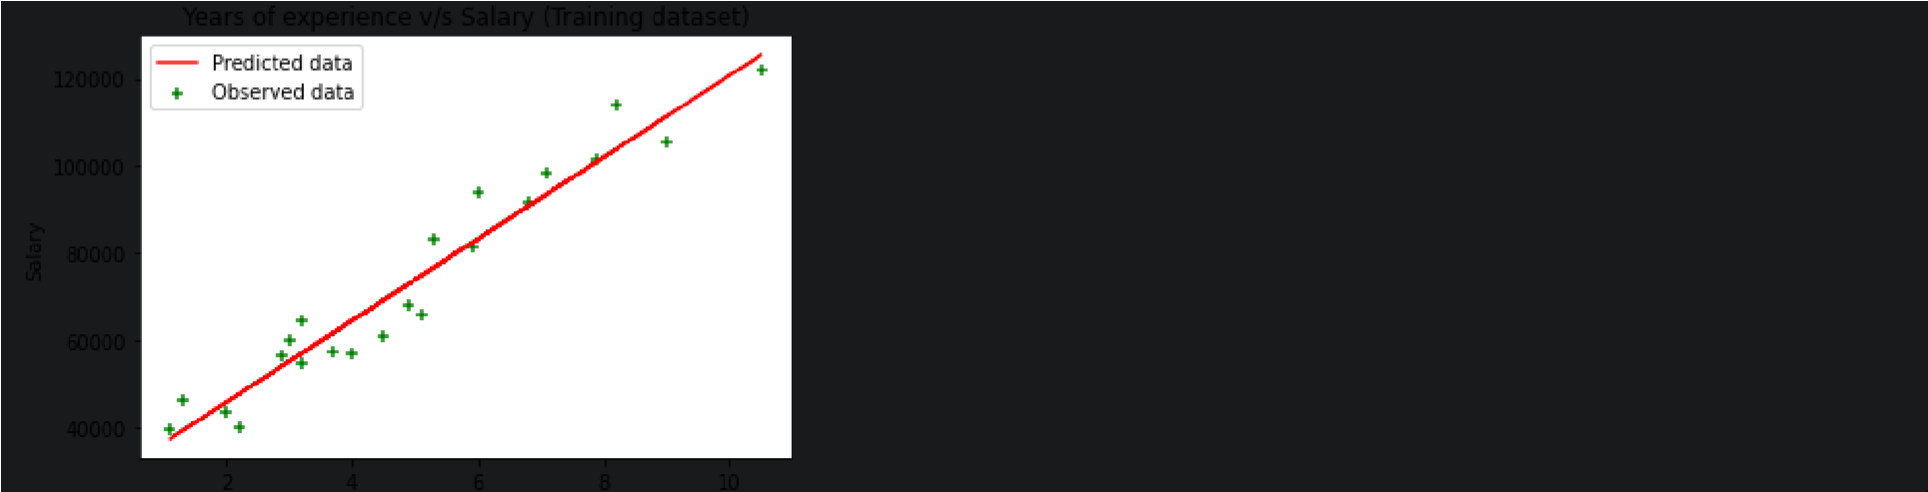 Years of experience v/s Salary (Training dataset)
Predicted data
Observed data
120000
100000
80000
60000
40000
Salary
2 4 6 8 10